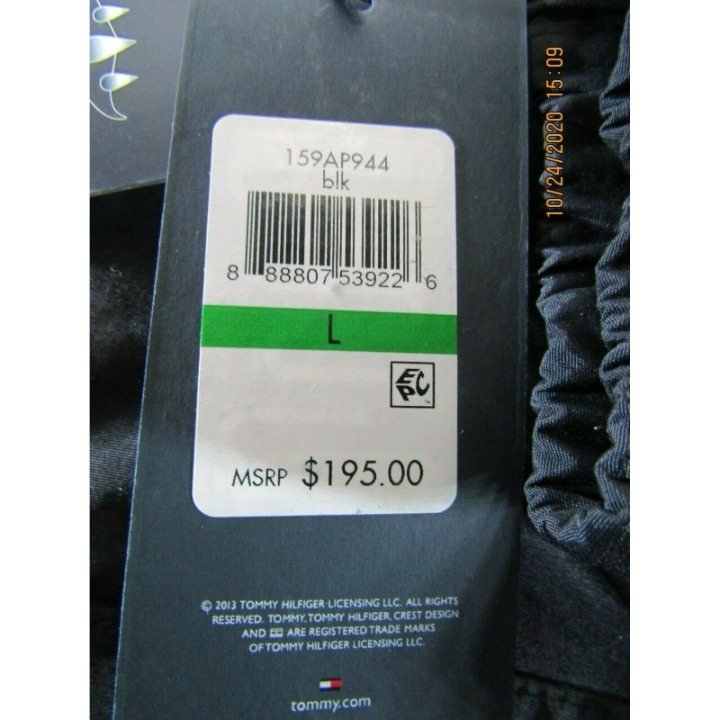 159AP944
blk
8 88807 53922 6
L
EPC
MSRP $195.00
© 2013 TOMMY HILFIGER LICENSING LLC. ALL RIGHTS
RESERVED. TOMMY, TOMMY HILFIGER, CREST DESIGN
AND ARE REGISTERED TRADE MARKS
OF TOMMY HILFIGER LICENSING LLC.
tommy.com
10/24/2020 15:09